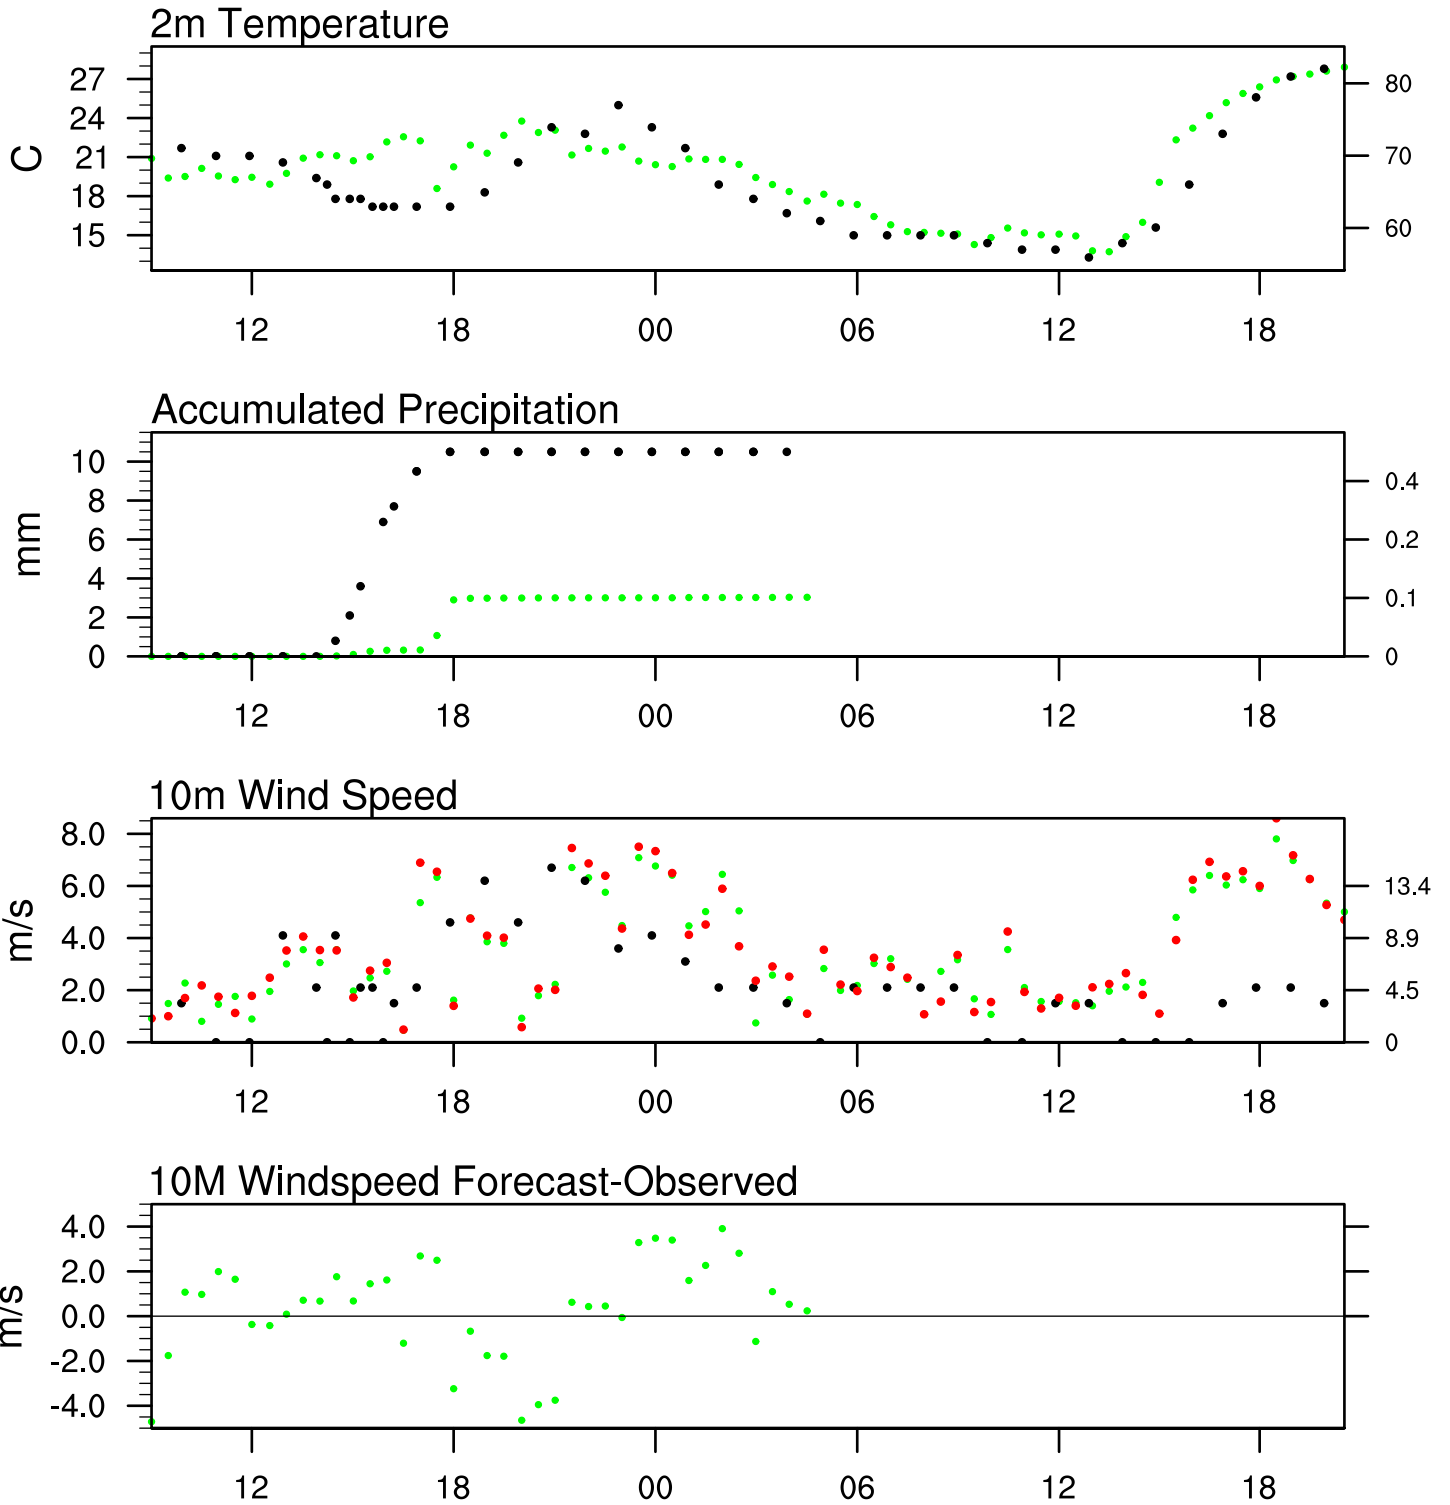 2m Temperature
27
24
21
18
15
C
80
70
60
12 18 00 06 12 18
Accumulated Precipitation
10
8
6
4
2
0
mm
0.4
0.2
0.1
0
12 18 00 06 12 18
10m Wind Speed
8.0
6.0
4.0
2.0
0.0
m/s
13.4
8.9
4.5
0
12 18 00 06 12 18
10M Windspeed Forecast-Observed
4.0
2.0
0.0
-2.0
-4.0
m/s
12 18 00 06 12 18